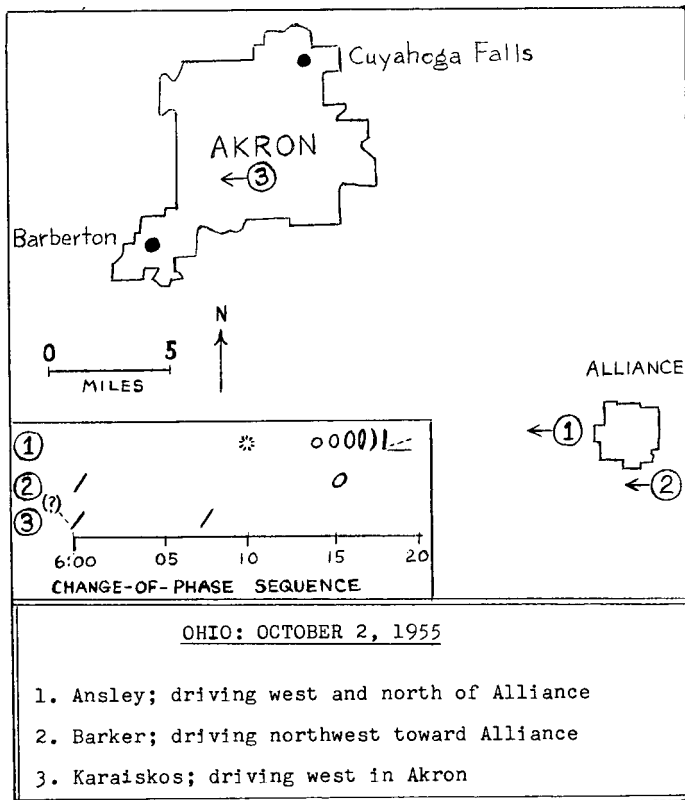 Cuyahoga Falls
AKRON
③
Barberton
N
0 5
MILES
ALLIANCE
①
②
①
②
(?)
③
6:00 05 10 15 20
CHANGE-OF-PHASE SEQUENCE
OHIO: OCTOBER 2, 1955
1. Ansley; driving west and north of Alliance
2. Barker; driving northwest toward Alliance
3. Karaiskos; driving west in Akron